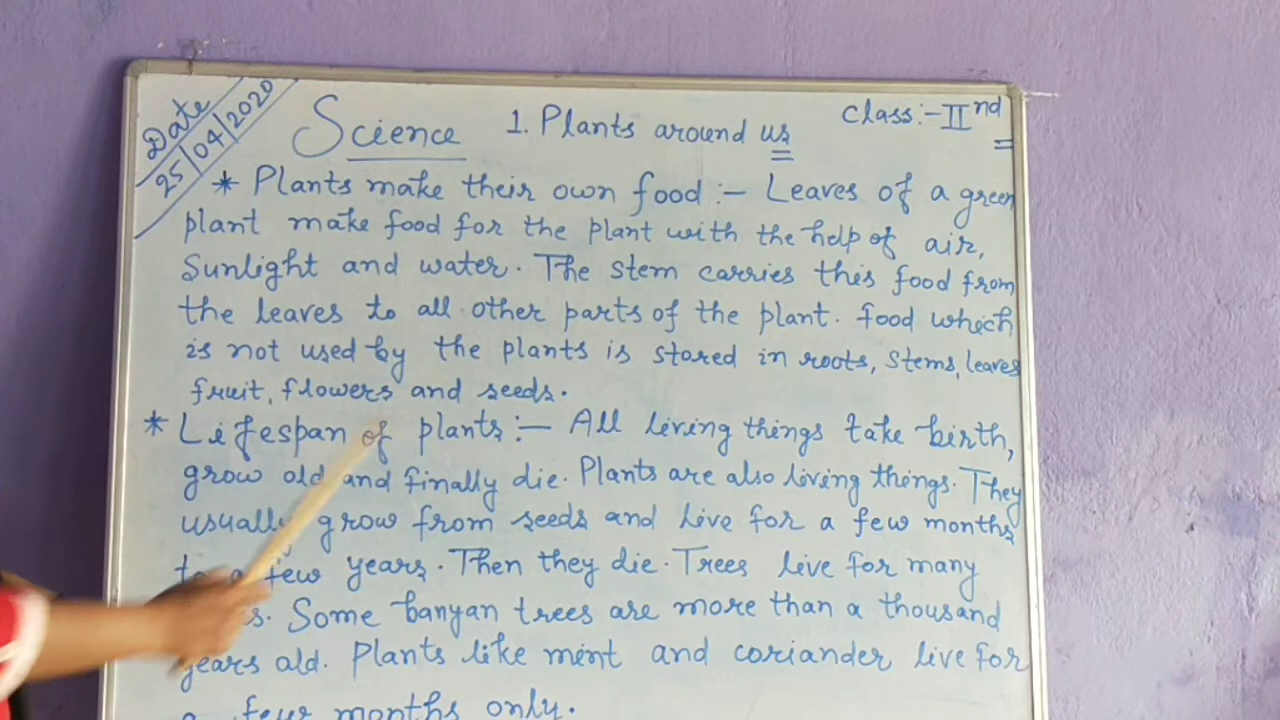 Date
25/04/2020
Science 1. Plants around us Class:-IInd
* Plants make their own food :- Leaves of a green
plant make food for the plant with the help of air,
Sunlight and water. The stem carries this food from
the leaves to all other parts of the plant. food which
is not used by the plants is stored in roots, stems, leaves
fruit, flowers and seeds.
* Lifespan of plants :- All living things take birth,
grow old and finally die. Plants are also living things. They
usually grow from seeds and live for a few months
to a few years. Then they die. Trees live for many
Some banyan trees are more than a thousand
years old. Plants like mint and coriander live for
a few months only.